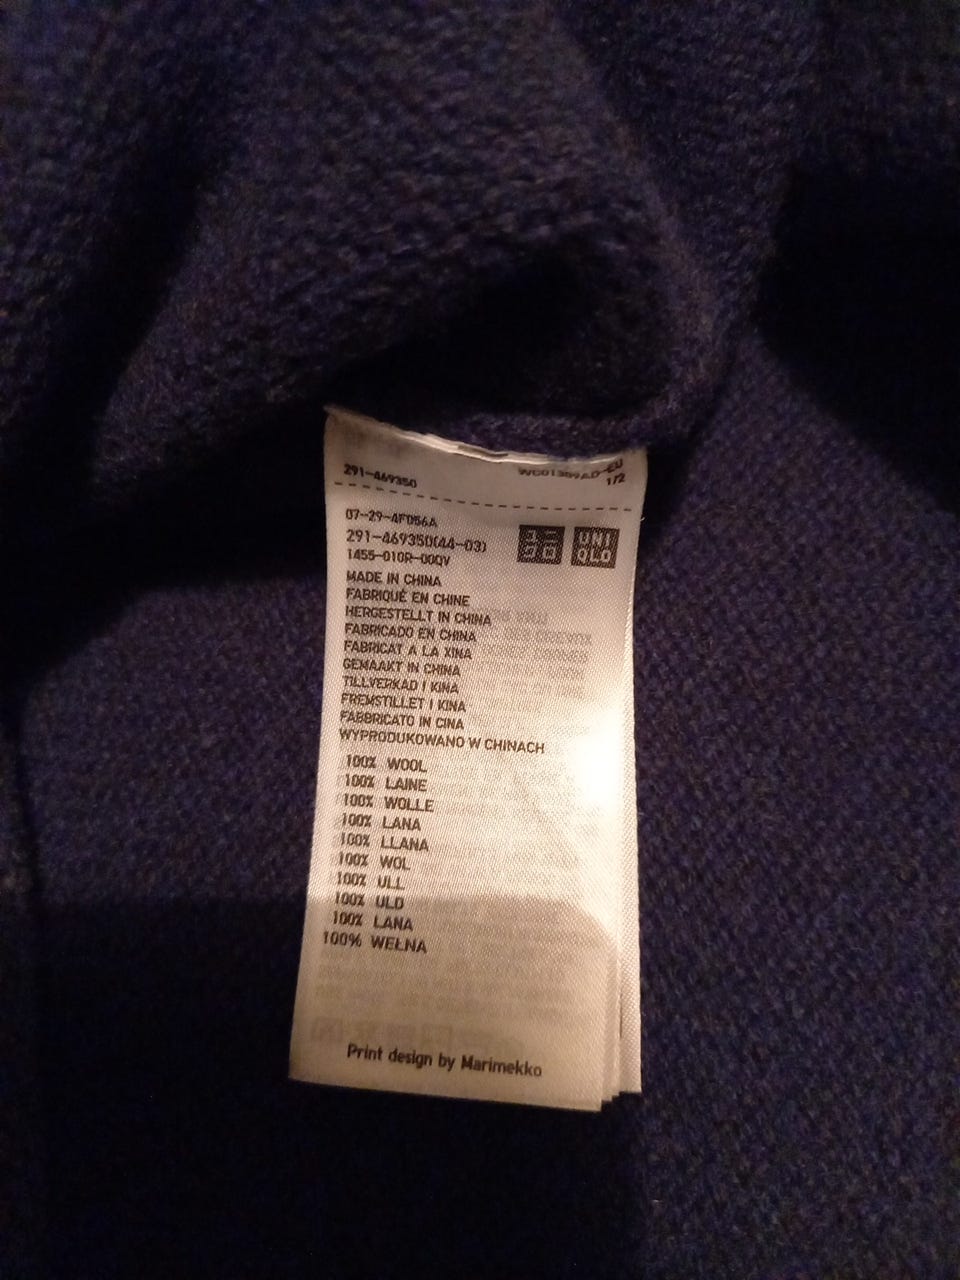 291-469350
1/2
07-29-4F056A
291-469350(44-03)
1455-010R-00QV
ユニ
クロ
UNI
QLO
MADE IN CHINA
FABRIQUÉ EN CHINE
HERGESTELLT IN CHINA
FABRICADO EN CHINA
FABRICAT A LA XINA
GEMAAKT IN CHINA
TILLVERKAD I KINA
FREMSTILLET I KINA
FABBRICATO IN CINA
WYPRODUKOWANO W CHINACH
100% WOOL
100% LAINE
100% WOLLE
100% LANA
100% LLANA
100% WOL
100% ULL
100% ULD
100% LANA
100% WEŁNA
Print design by Marimekko